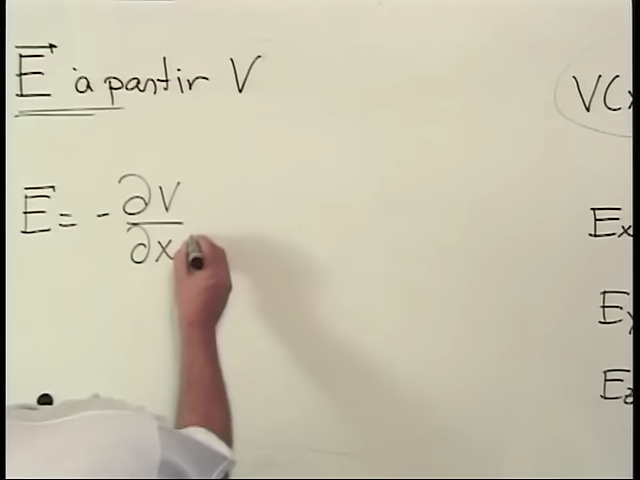 E⃗ à partir V
V(x
E⃗ = - ∂V/∂x
Ex
Ey
Ez